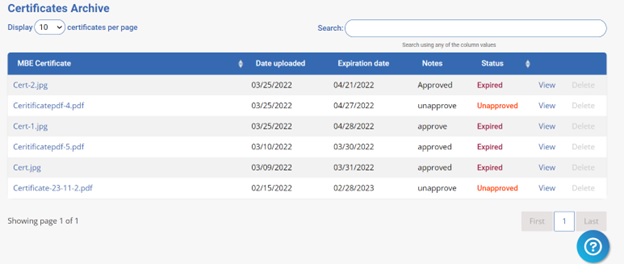 Certificates Archive
Display 10 certificates per page Search:
Search using any of the column values
MBE Certificate Date uploaded Expiration date Notes Status
Cert-2.jpg 03/25/2022 04/21/2022 Approved Expired View Delete
Ceritificatepdf-4.pdf 03/25/2022 04/27/2022 unapprove Unapproved View Delete
Cert-1.jpg 03/25/2022 04/28/2022 approve Expired View Delete
Ceritificatepdf-5.pdf 03/10/2022 03/30/2022 approved Expired View Delete
Cert.jpg 03/09/2022 03/31/2022 approved Expired View Delete
Certificate-23-11-2.pdf 02/15/2022 02/28/2023 unapprove Unapproved View Delete
Showing page 1 of 1 First 1 Last
?